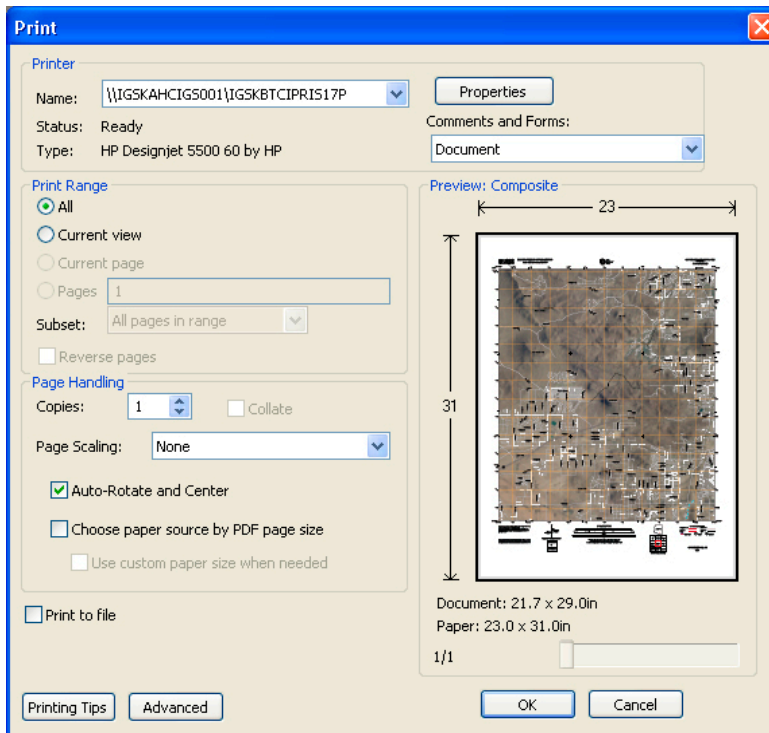 Print
Printer
Name: \\IGSKAHCIGS001\IGSKBTCIPRIS17P
Properties
Status: Ready
Comments and Forms:
Type: HP Designjet 5500 60 by HP
Document
Print Range
All
Current view
Current page
Pages 1
Subset: All pages in range
Reverse pages
Page Handling
Copies: 1 Collate
Page Scaling: None
Auto-Rotate and Center
Choose paper source by PDF page size
Use custom paper size when needed
Print to file
Preview: Composite
23
31
Document: 21.7 x 29.0in
Paper: 23.0 x 31.0in
1/1
Printing Tips Advanced OK Cancel